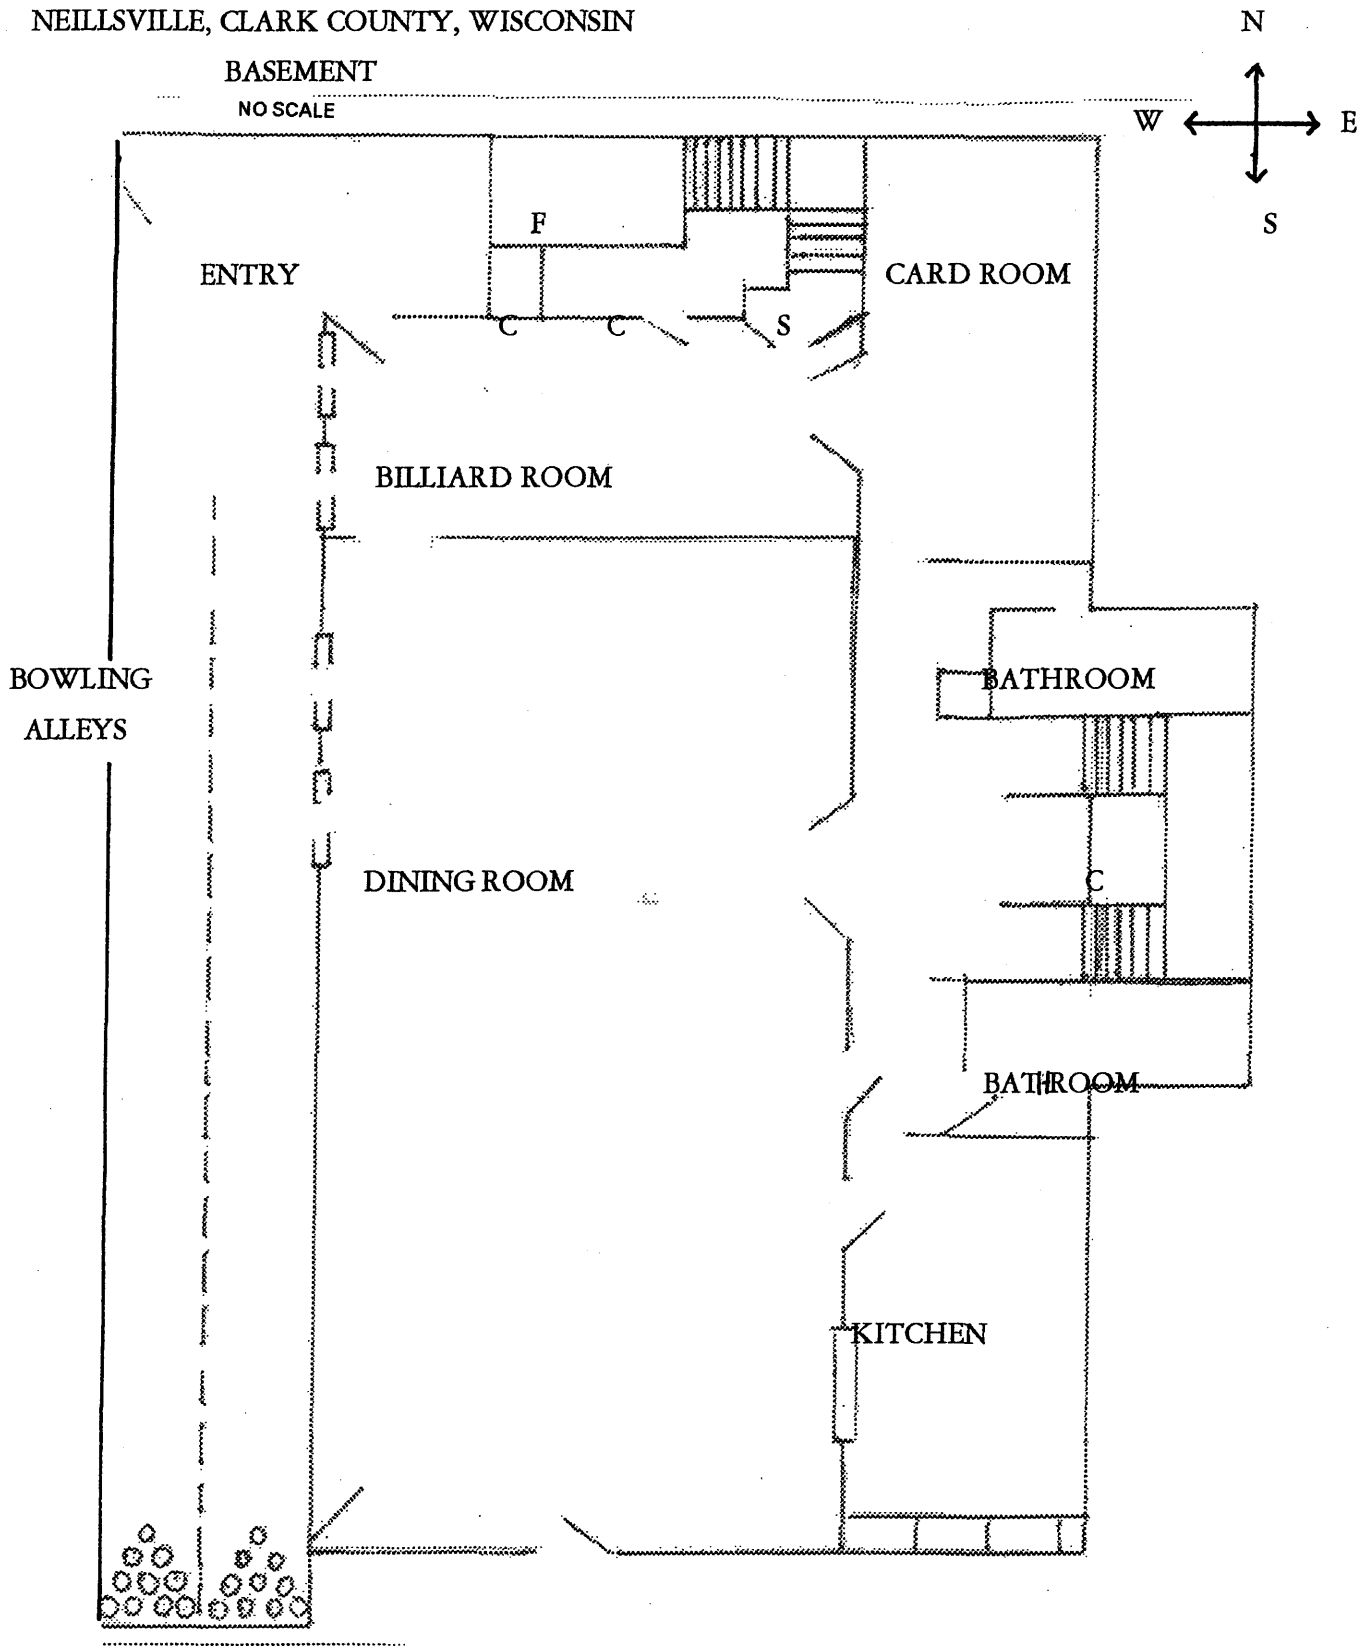 NEILLSVILLE, CLARK COUNTY, WISCONSIN
N
BASEMENT
NO SCALE
W
E
S
F
ENTRY
CARD ROOM
C
C
S
BILLIARD ROOM
BOWLING
ALLEYS
BATHROOM
DINING ROOM
C
BATHROOM
KITCHEN